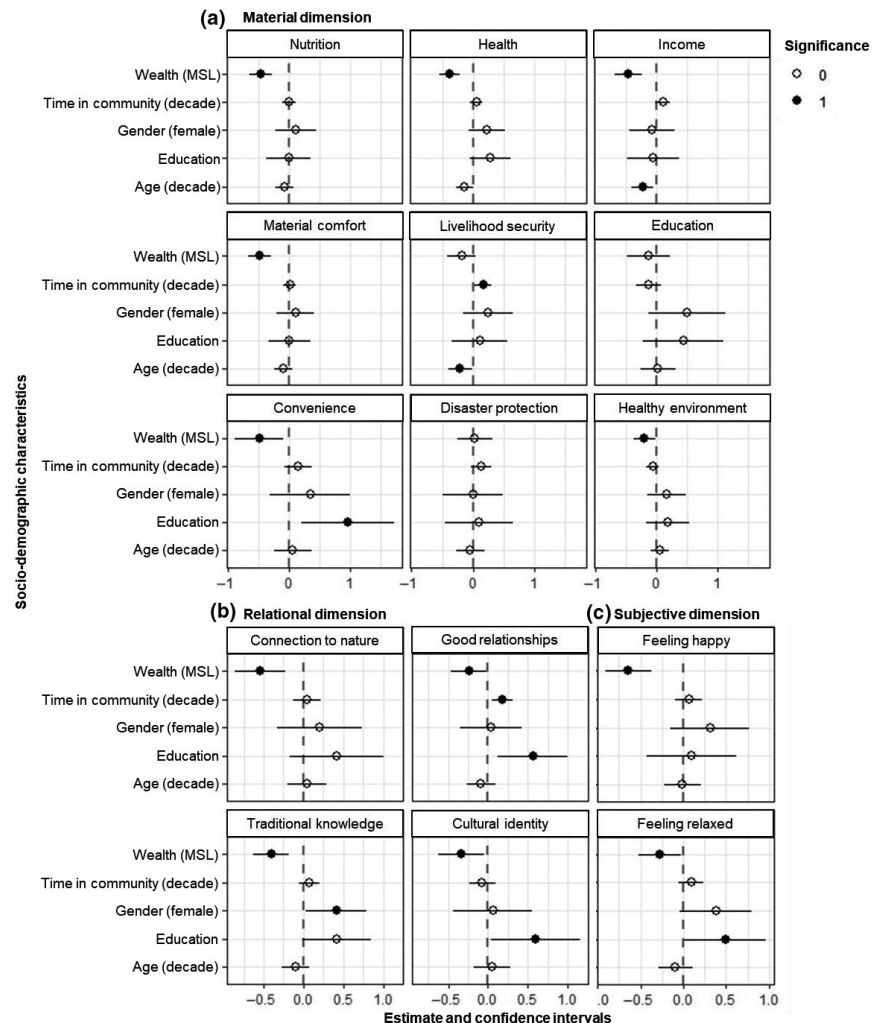 (a) Material dimension
Nutrition Health Income Significance
0
1
Wealth (MSL)
Time in community (decade)
Gender (female)
Education
Age (decade)
Material comfort Livelihood security Education
Wealth (MSL)
Time in community (decade)
Gender (female)
Education
Age (decade)
Convenience Disaster protection Healthy environment
Wealth (MSL)
Time in community (decade)
Gender (female)
Education
Age (decade)
−1 0 1 −1 0 1 −1 0 1
Socio-demographic characteristics
(b) Relational dimension (c) Subjective dimension
Connection to nature Good relationships Feeling happy
Wealth (MSL)
Time in community (decade)
Gender (female)
Education
Age (decade)
Traditional knowledge Cultural identity Feeling relaxed
Wealth (MSL)
Time in community (decade)
Gender (female)
Education
Age (decade)
−0.5 0.0 0.5 1.0 −0.5 0.0 0.5 1.0 .0 −0.5 0.0 0.5 1.0
Estimate and confidence intervals